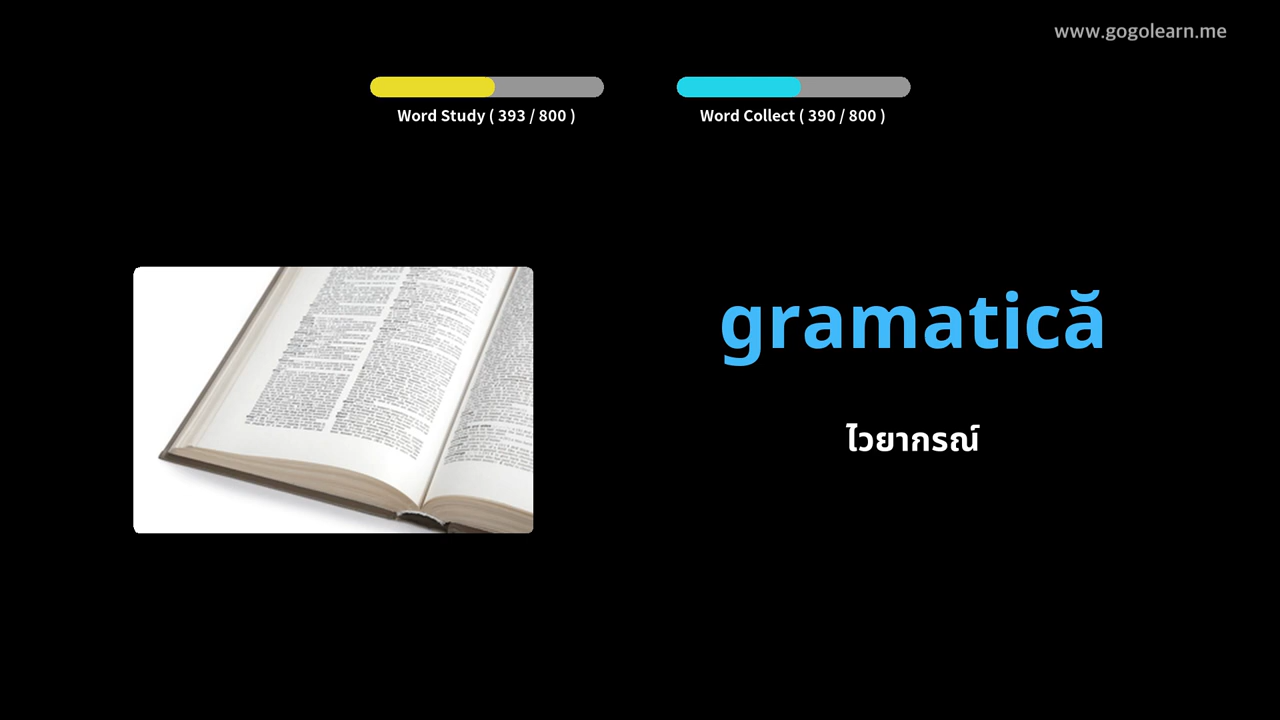 www.gogolearn.me
Word Study ( 393 / 800 )
Word Collect ( 390 / 800 )
gramatică
ไวยากรณ์